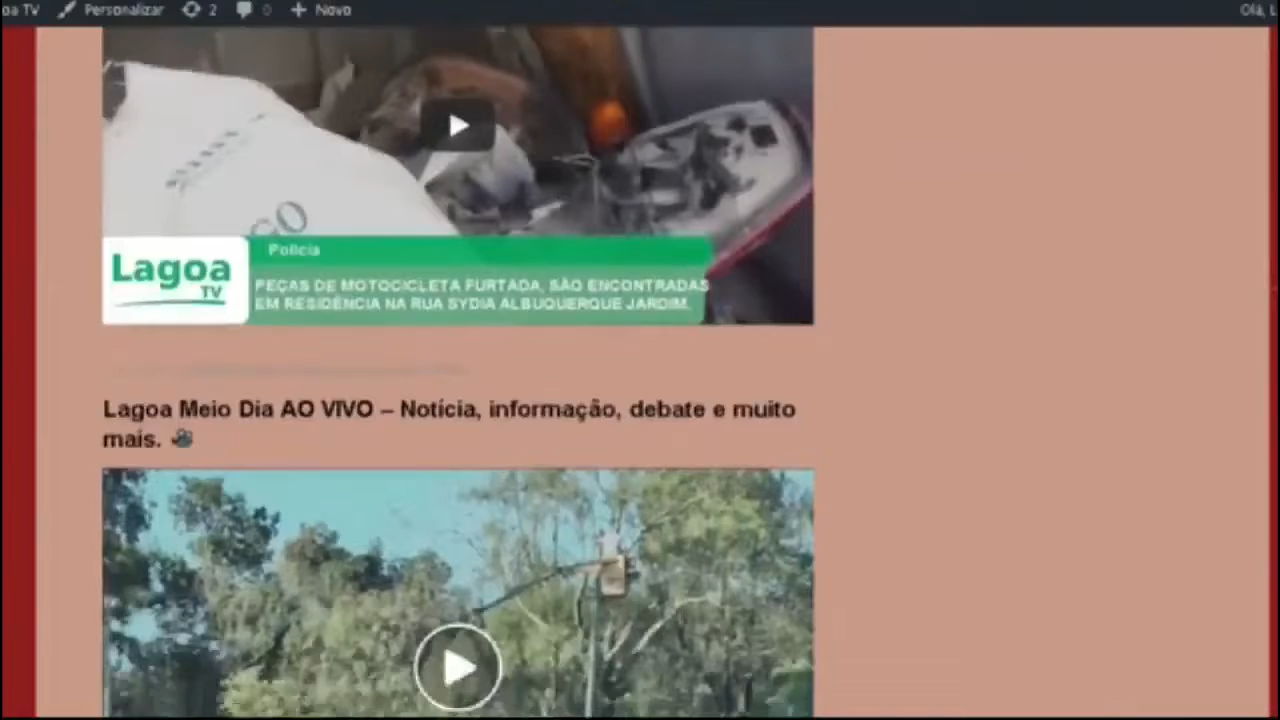 oa TV Personalizar 2 0 Novo Olá, L
GO
Polícia
Lagoa
TV
PEÇAS DE MOTOCICLETA FURTADA, SÃO ENCONTRADAS
EM RESIDÊNCIA NA RUA SYDIA ALBUQUERQUE JARDIM.
Lagoa Meio Dia AO VIVO – Notícia, informação, debate e muito
mais.